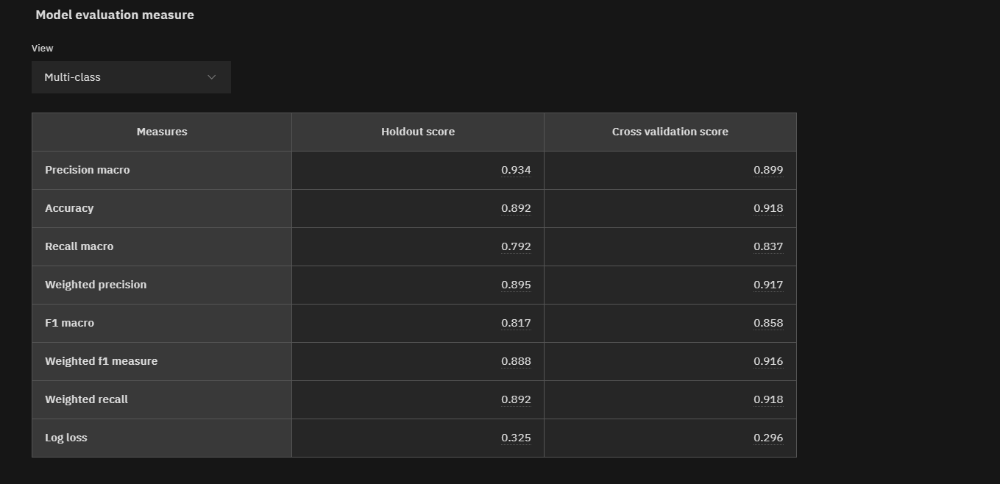 Model evaluation measure
View
Multi-class
Measures Holdout score Cross validation score
Precision macro 0.934 0.899
Accuracy 0.892 0.918
Recall macro 0.792 0.837
Weighted precision 0.895 0.917
F1 macro 0.817 0.858
Weighted f1 measure 0.888 0.916
Weighted recall 0.892 0.918
Log loss 0.325 0.296